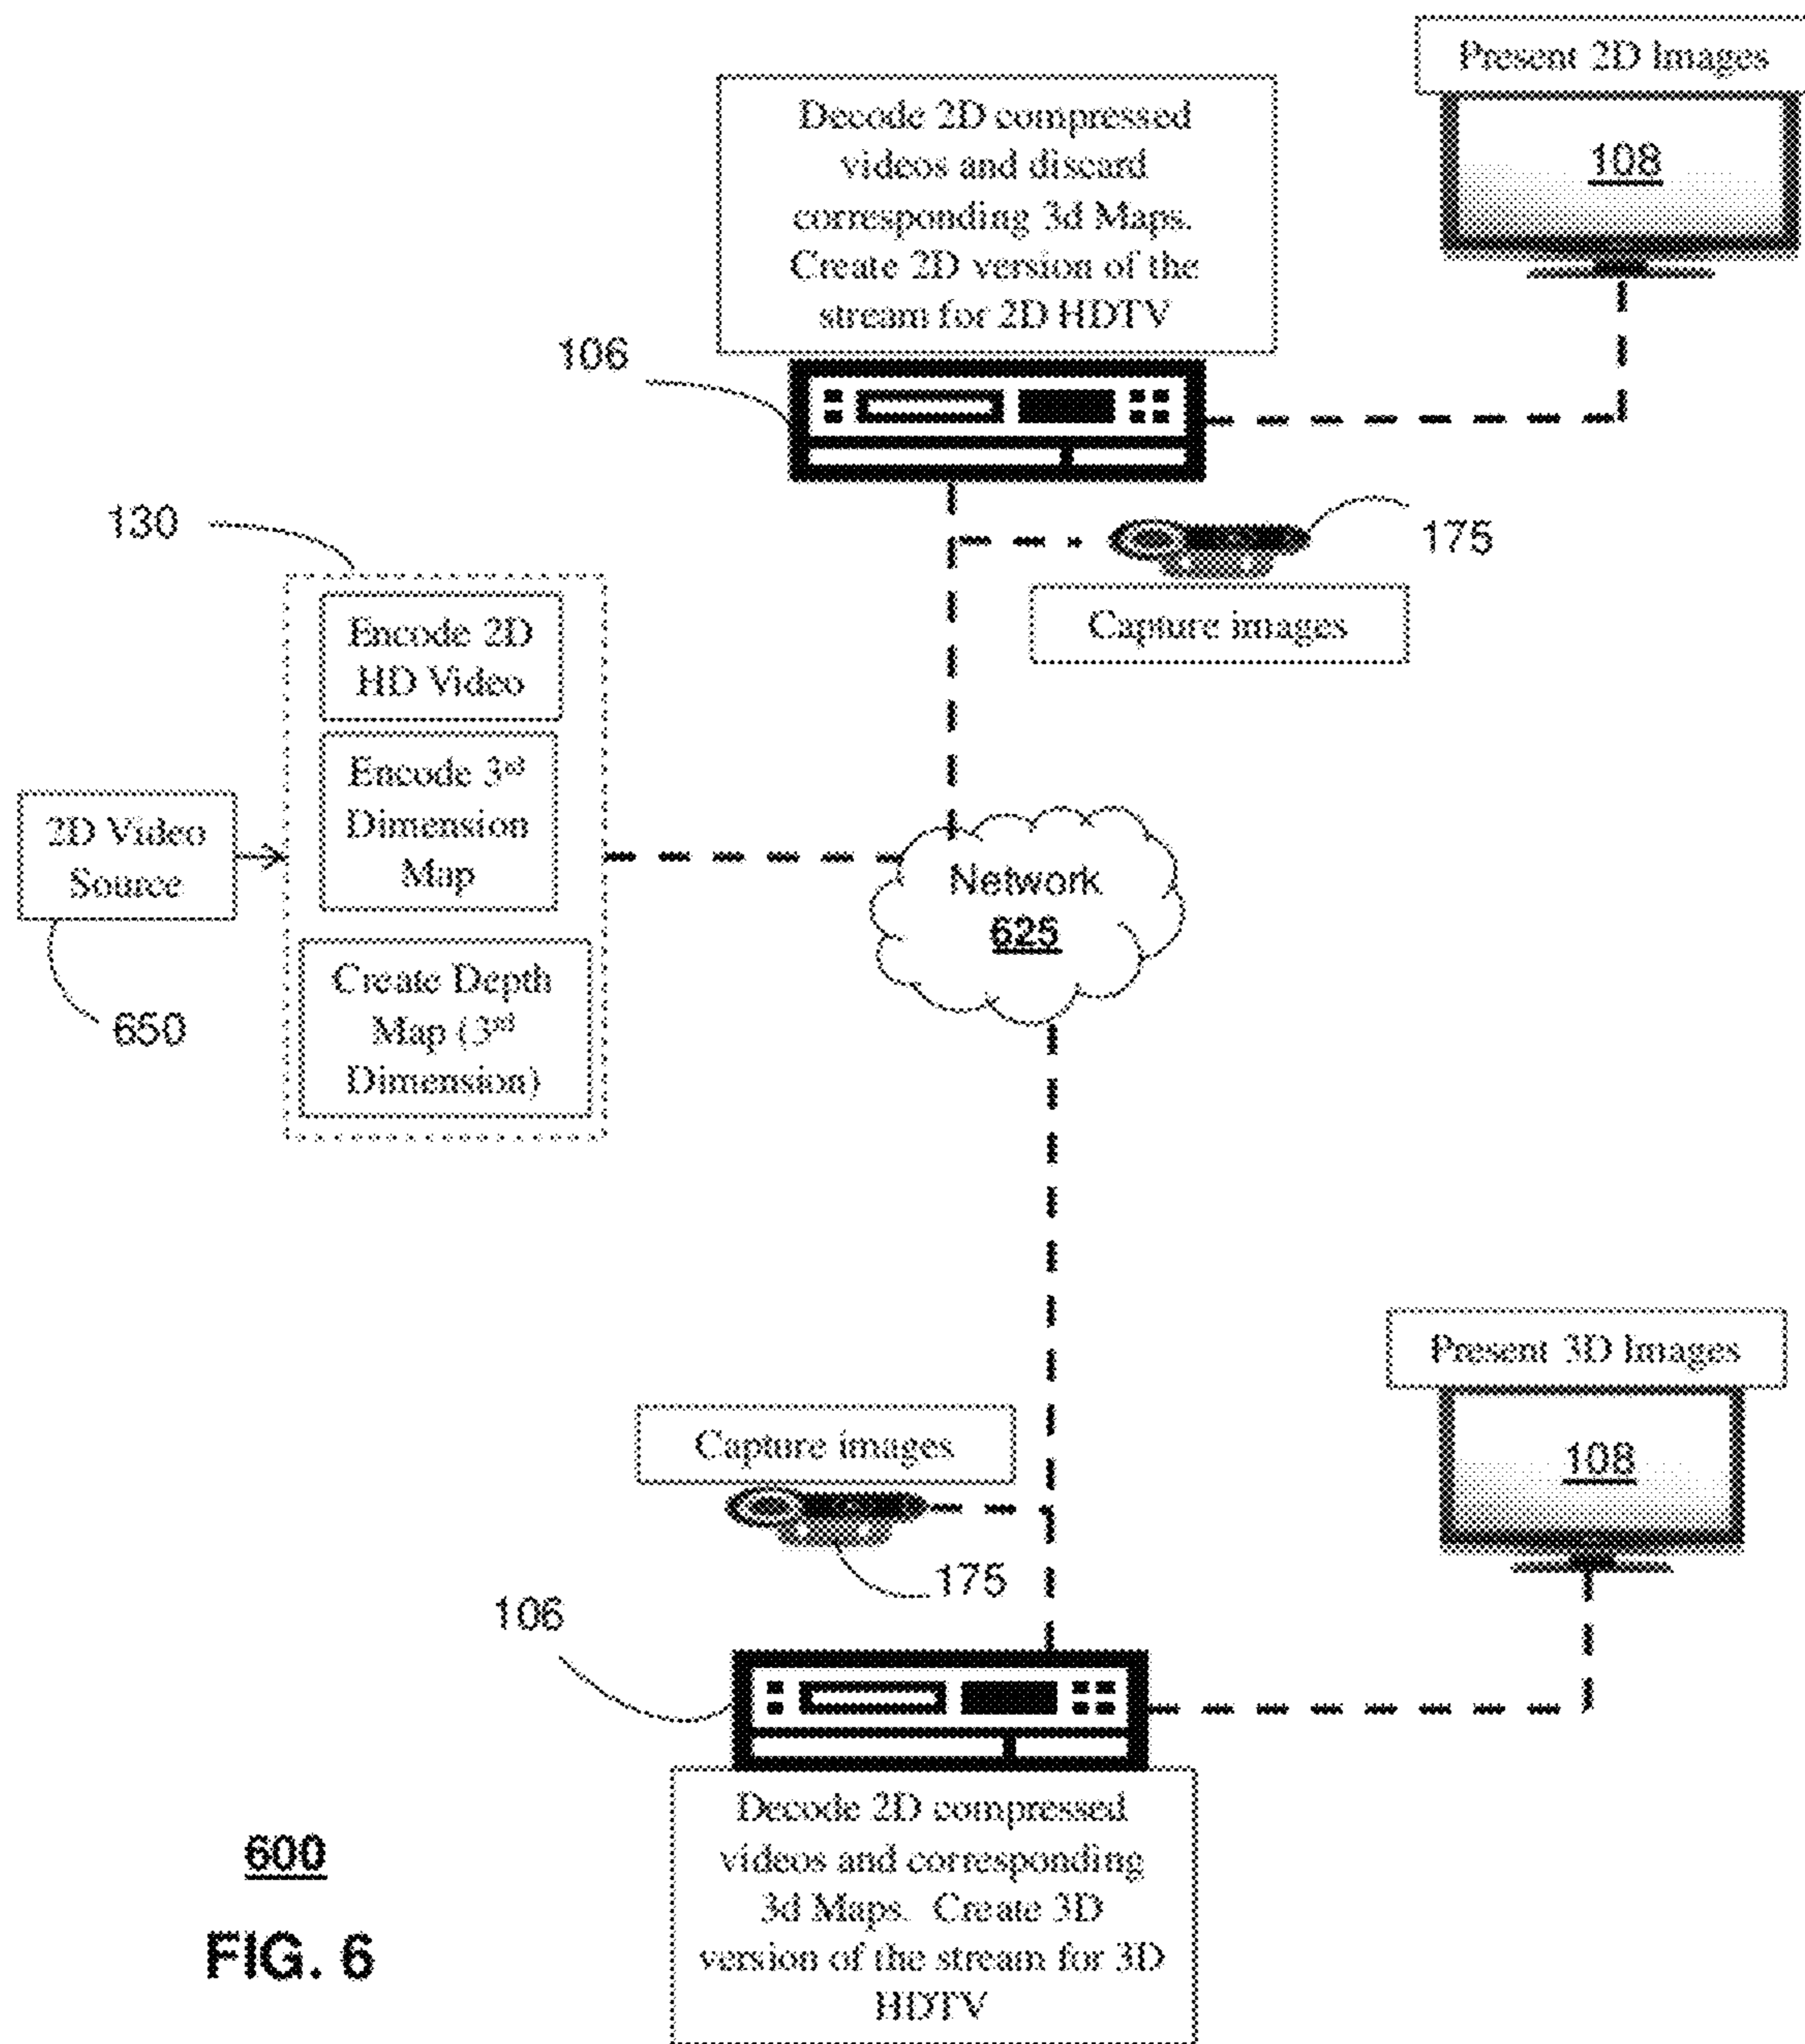 Present 2D Images
108
Decode 2D compressed
videos and discard
corresponding 3d Maps.
Create 2D version of the
stream for 2D HDTV
106
175
Capture images
130
Encode 2D
HD Video
Encode 3rd
Dimension
Map
Create Depth
Map (3rd
Dimension)
2D Video
Source
650
Network
625
Present 3D Images
108
Capture images
175
106
Decode 2D compressed
videos and corresponding
3d Maps. Create 3D
version of the stream for 3D
HDTV
600
FIG. 6